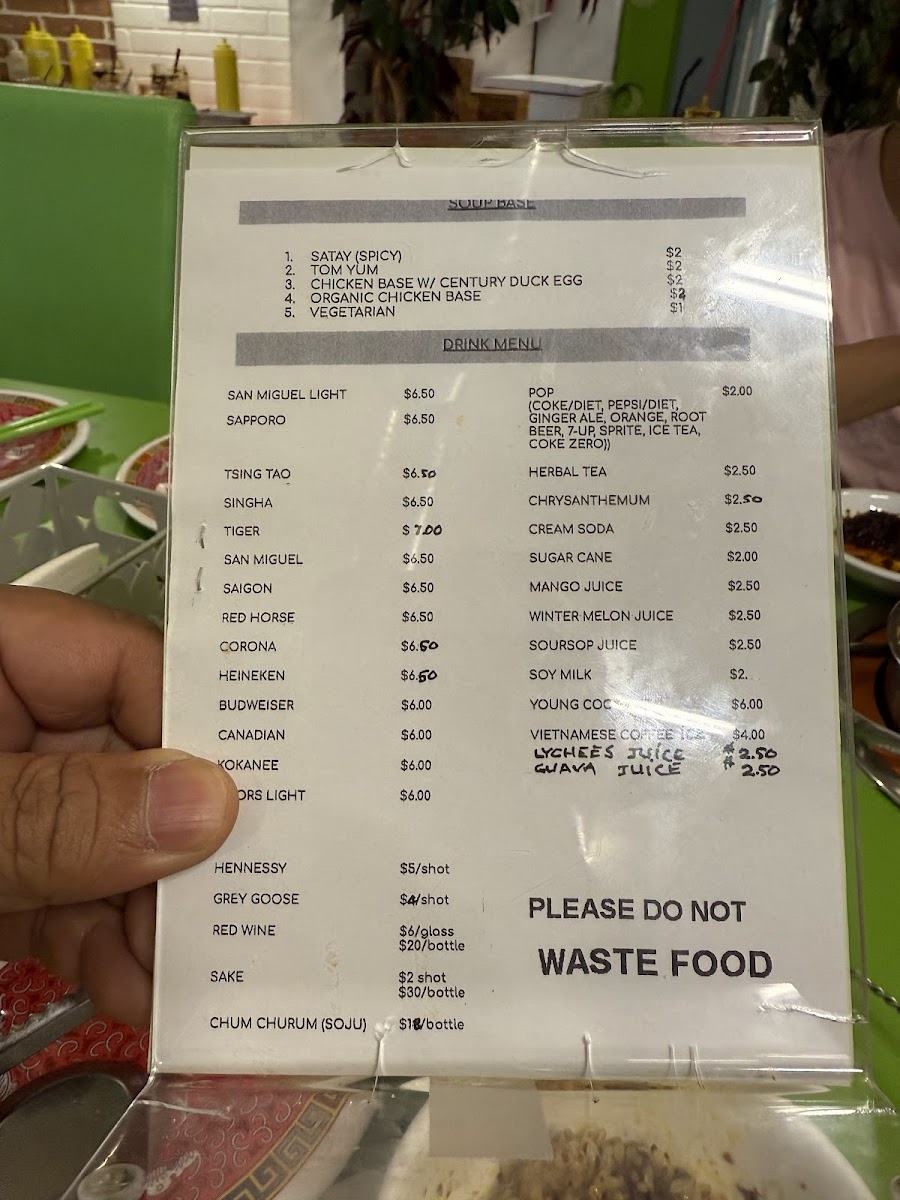 SOUP BASE
1. SATAY (SPICY) $2
2. TOM YUM $2
3. CHICKEN BASE W/ CENTURY DUCK EGG $2
4. ORGANIC CHICKEN BASE $2
5. VEGETARIAN $1
DRINK MENU
SAN MIGUEL LIGHT $6.50
SAPPORO $6.50
TSING TAO $6.50
SINGHA $6.50
TIGER $7.00
SAN MIGUEL $6.50
SAIGON $6.50
RED HORSE $6.50
CORONA $6.50
HEINEKEN $6.50
BUDWEISER $6.00
CANADIAN $6.00
KOKANEE $6.00
ORS LIGHT $6.00
HENNESSY $5/shot
GREY GOOSE $4/shot
RED WINE $6/glass
$20/bottle
SAKE $2 shot
$30/bottle
CHUM CHURUM (SOJU) $18/bottle
POP $2.00
(COKE/DIET, PEPSI/DIET,
GINGER ALE, ORANGE, ROOT
BEER, 7-UP, SPRITE, ICE TEA,
COKE ZERO))
HERBAL TEA $2.50
CHRYSANTHEMUM $2.50
CREAM SODA $2.50
SUGAR CANE $2.00
MANGO JUICE $2.50
WINTER MELON JUICE $2.50
SOURSOP JUICE $2.50
SOY MILK $2.
YOUNG $6.00
VIETNAMESE COFFEE $4.00
LYCHEES JUICE $2.50
GUAVA JUICE $2.50
PLEASE DO NOT
WASTE FOOD